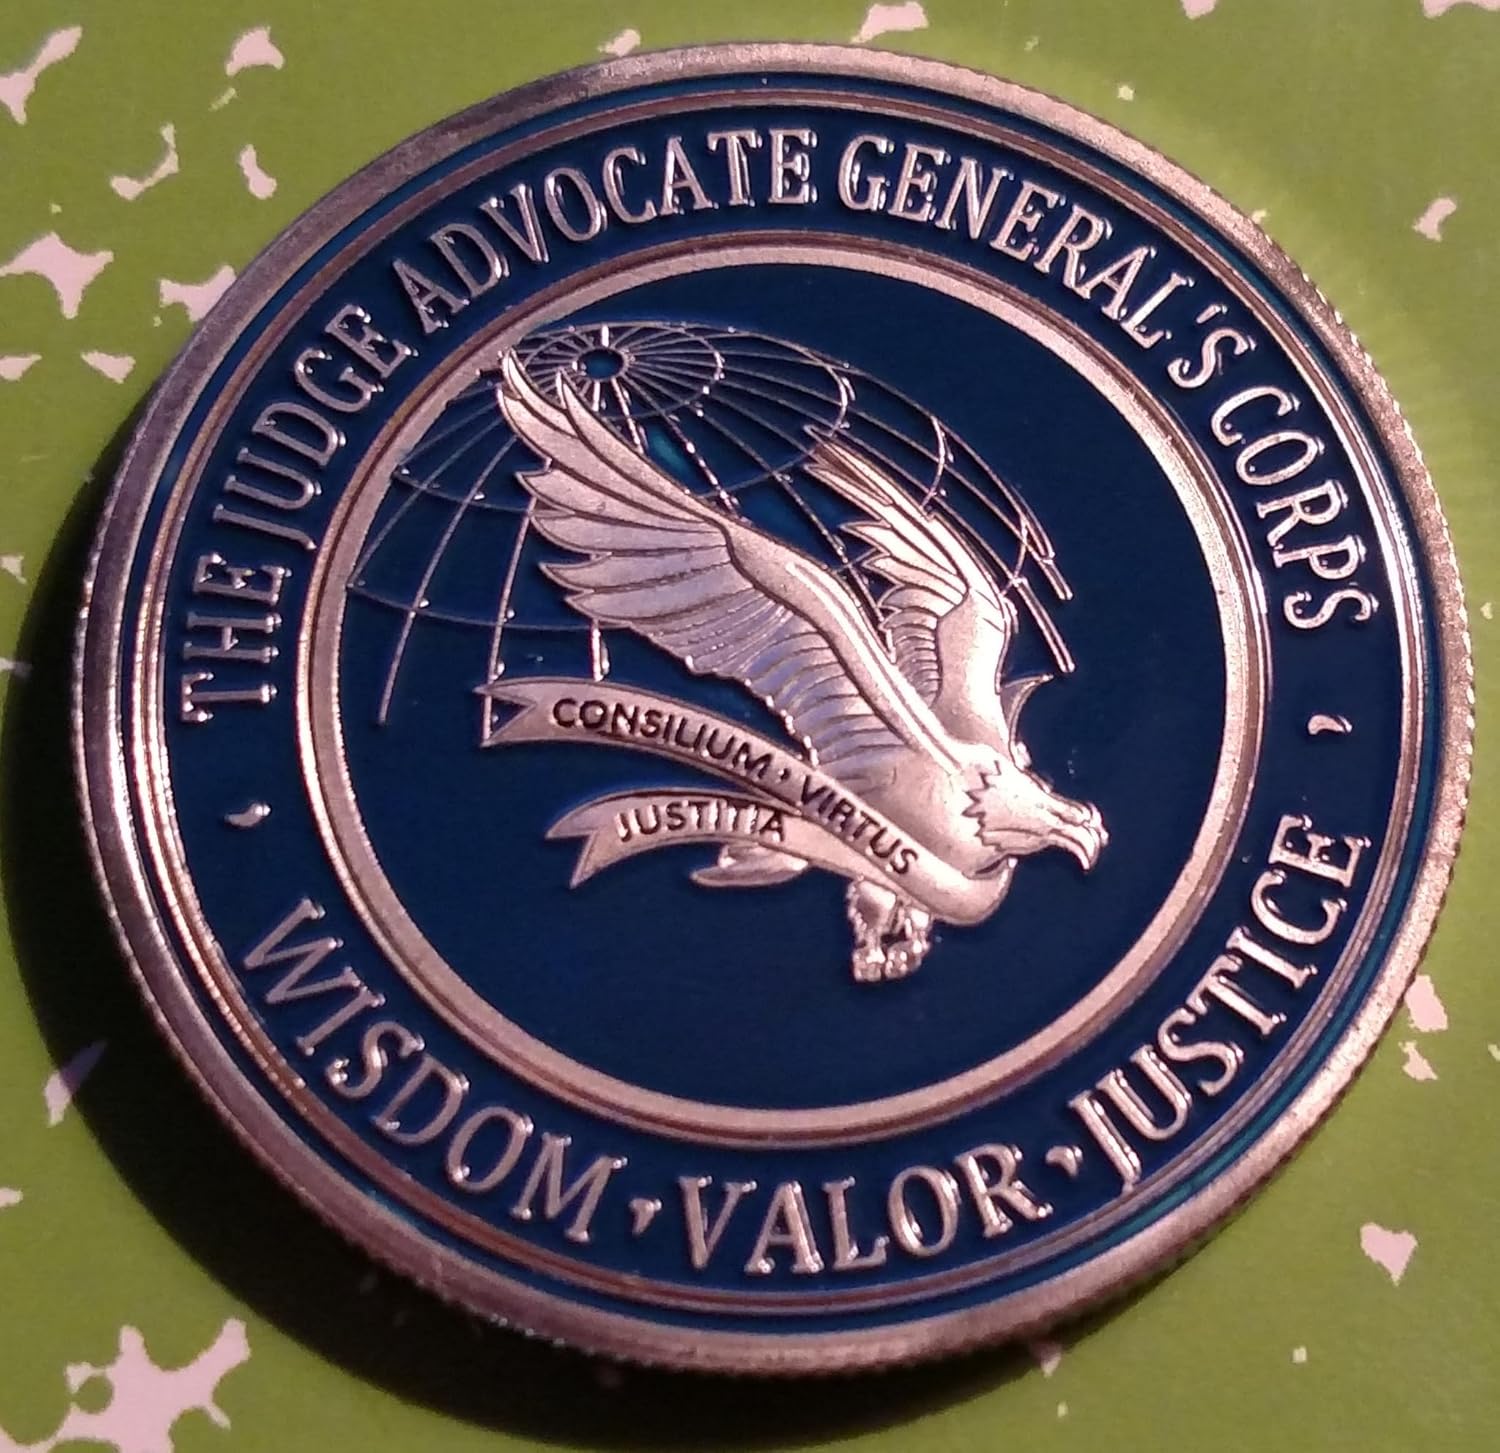 THE JUDGE ADVOCATE GENERAL'S CORPS
CONSILIUM · VIRTUS
JUSTITIA
WISDOM · VALOR · JUSTICE